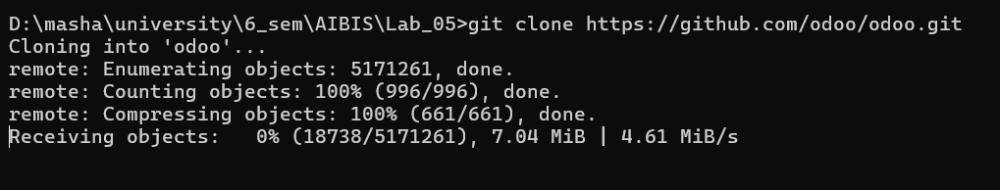 D:\masha\university\6_sem\AIBIS\Lab_05>git clone https://github.com/odoo/odoo.git
Cloning into 'odoo'...
remote: Enumerating objects: 5171261, done.
remote: Counting objects: 100% (996/996), done.
remote: Compressing objects: 100% (661/661), done.
Receiving objects:   0% (18738/5171261), 7.04 MiB | 4.61 MiB/s